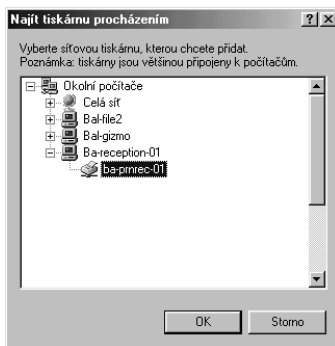 Najít tiskárnu procházením
Vyberte síťovou tiskárnu, kterou chcete přidat.
Poznámka: tiskárny jsou většinou připojeny k počítačům.
Okolní počítače
Celá síť
Bal-file2
Bal-gizmo
Ba-reception-01
ba-prnrec-01
OK
Storno